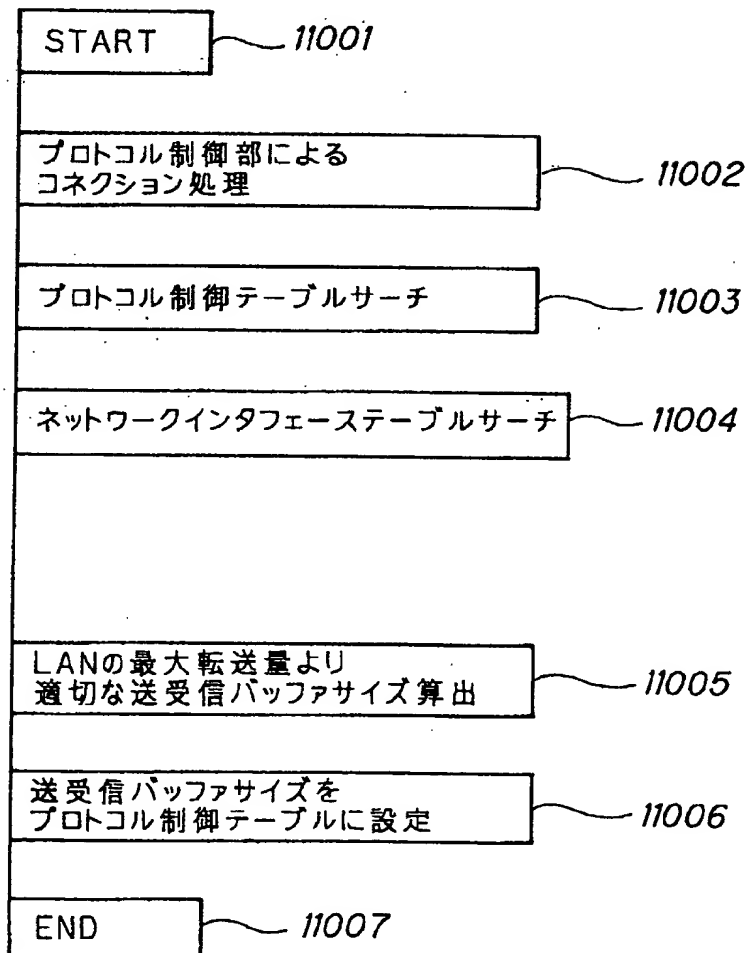 START 11001
プロトコル制御部による
コネクション処理 11002
プロトコル制御テーブルサーチ 11003
ネットワークインタフェーステーブルサーチ 11004
LANの最大転送量より
適切な送受信バッファサイズ算出 11005
送受信バッファサイズを
プロトコル制御テーブルに設定 11006
END 11007